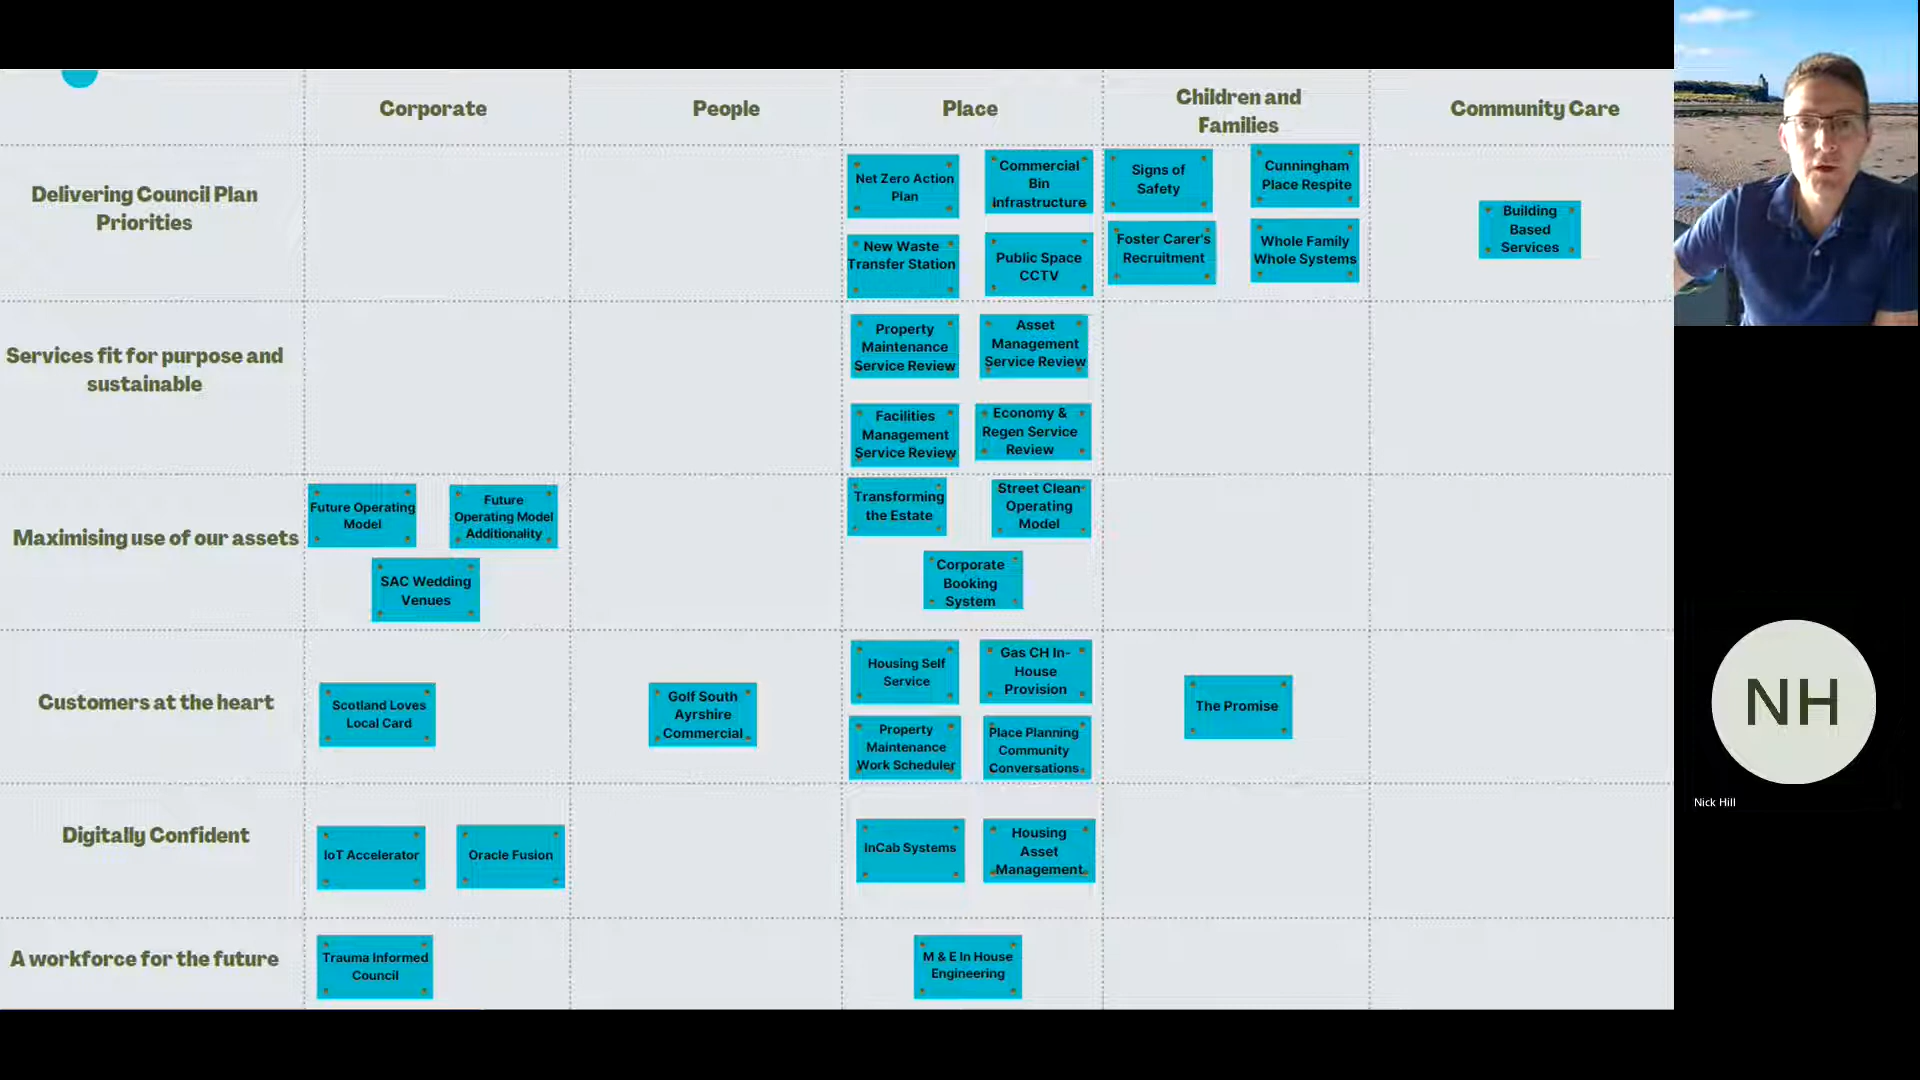 Corporate
People
Place
Children and
Families
Community Care
Delivering Council Plan
Priorities
Net Zero Action
Plan
Commercial
Bin
Infrastructure
New Waste
Transfer Station
Public Space
CCTV
Signs of
Safety
Cunningham
Place Respite
Foster Carer's
Recruitment
Whole Family
Whole Systems
Building
Based
Services
Services fit for purpose and
sustainable
Property
Maintenance
Service Review
Asset
Management
Service Review
Facilities
Management
Service Review
Economy &
Regen Service
Review
Maximising use of our assets
Future Operating
Model
Future
Operating Model
Additionality
SAC Wedding
Venues
Transforming
the Estate
Street Clean
Operating
Model
Corporate
Booking
System
Customers at the heart
Scotland Loves
Local Card
Golf South
Ayrshire
Commercial
Housing Self
Service
Gas CH In-
House
Provision
Property
Maintenance
Work Scheduler
Place Planning
Community
Conversations
The Promise
Digitally Confident
IoT Accelerator
Oracle Fusion
InCab Systems
Housing
Asset
Management
A workforce for the future
Trauma Informed
Council
M & E In House
Engineering
NH
Nick Hill